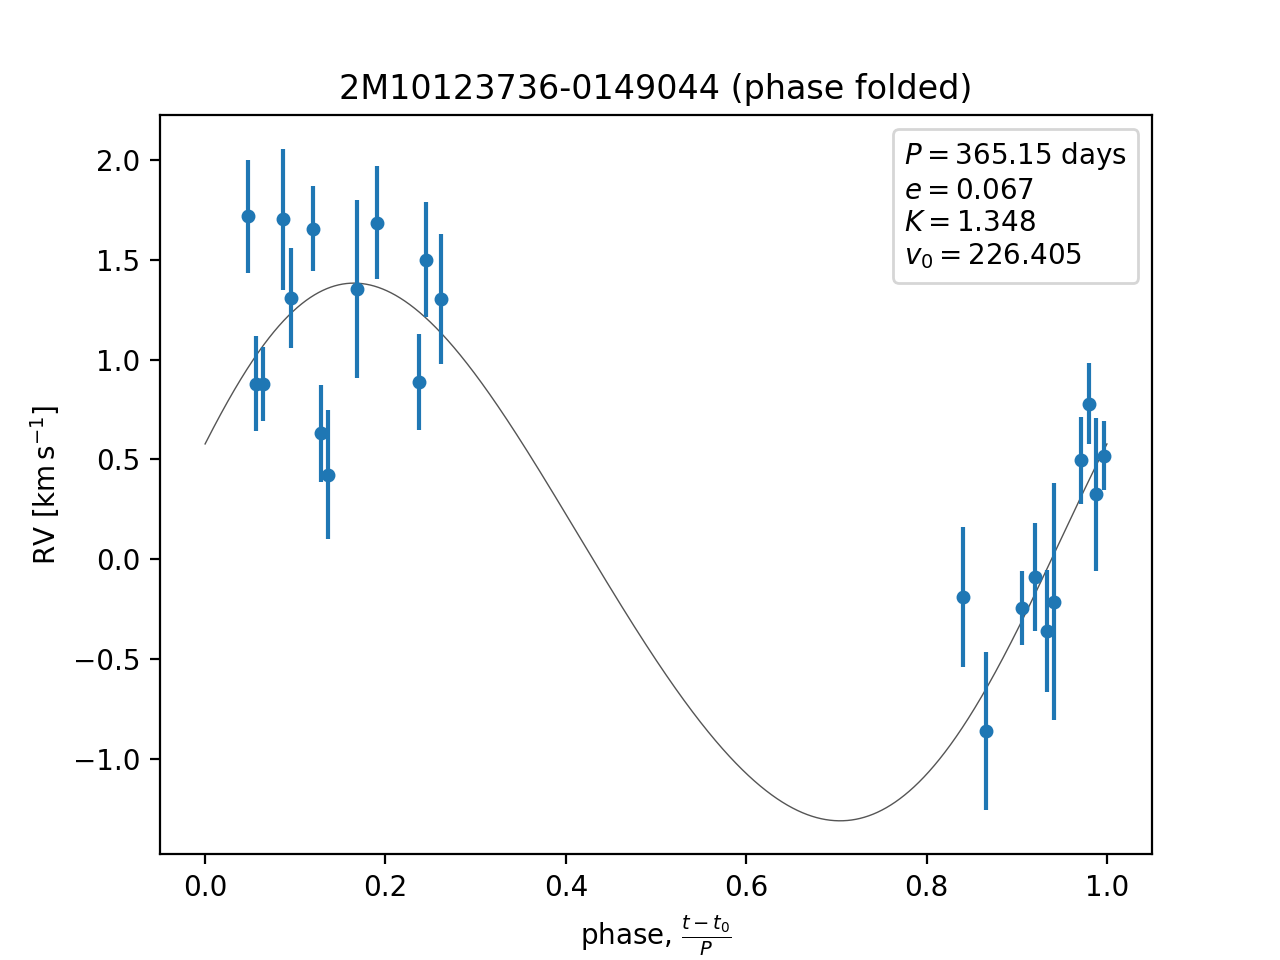 2M10123736-0149044 (phase folded)
P = 365.15 days
e = 0.067
K = 1.348
v₀ = 226.405
RV [km s⁻¹]
2.0
1.5
1.0
0.5
0.0
−0.5
−1.0
0.0 0.2 0.4 0.6 0.8 1.0
phase, (t − t₀)/P